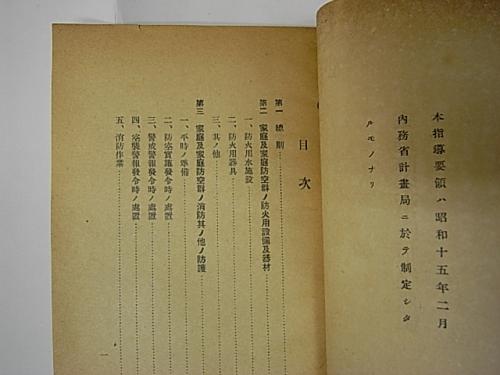 本指導要領ハ昭和十五年二月
内務省計畫局ニ於テ制定シタ
ルモノナリ
目次
第一 總則
第二 家庭及家庭防空群ノ防火用設備及器材
一、防火用水施設
二、防火用器具
三、其ノ他
第三 家庭及家庭防空群ノ消防其ノ他ノ防護
一、平時ノ準備
二、防空實施發令時ノ處置
三、警戒警報發令時ノ處置
四、空襲警報發令時ノ處置
五、消防作業
一